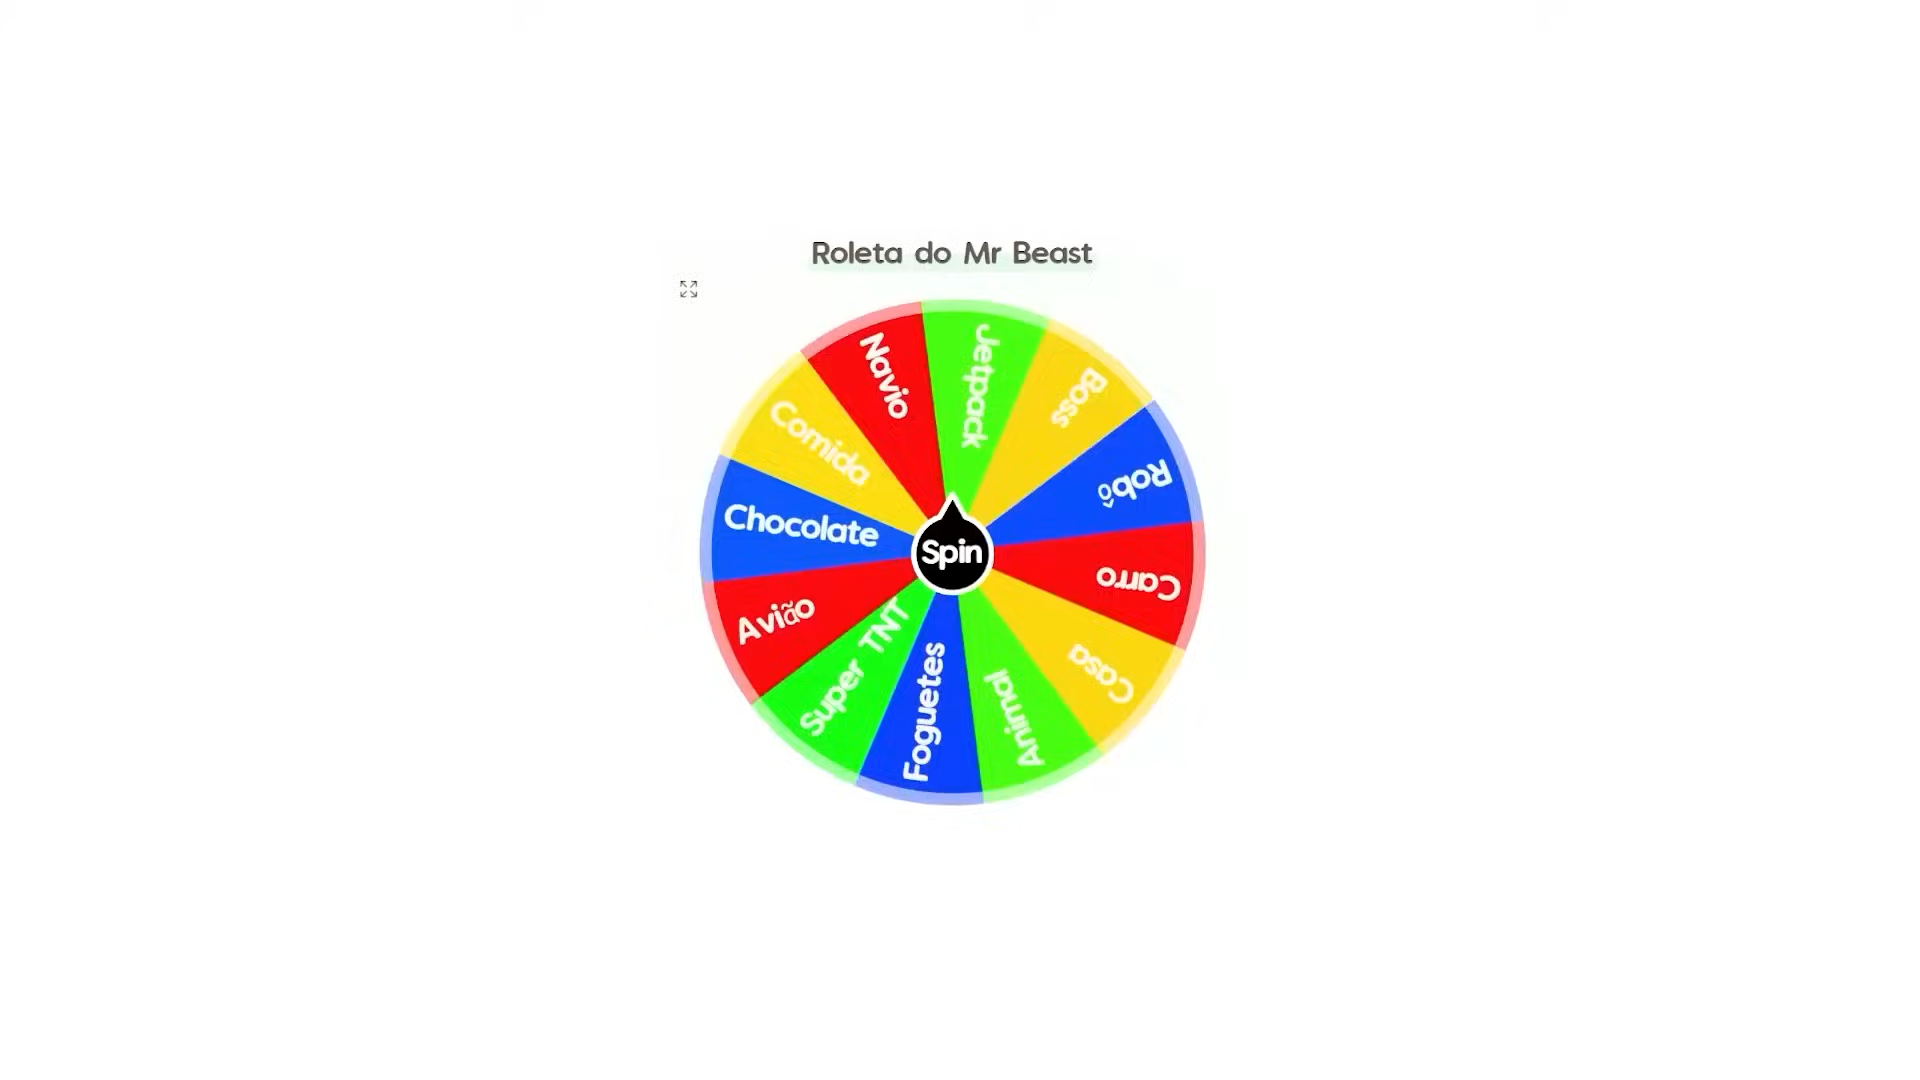 Roleta do Mr Beast
Jetpack
Boss
Robô
Carro
Casa
Animal
Foguetes
Super TNT
Avião
Chocolate
Comida
Navio
Spin